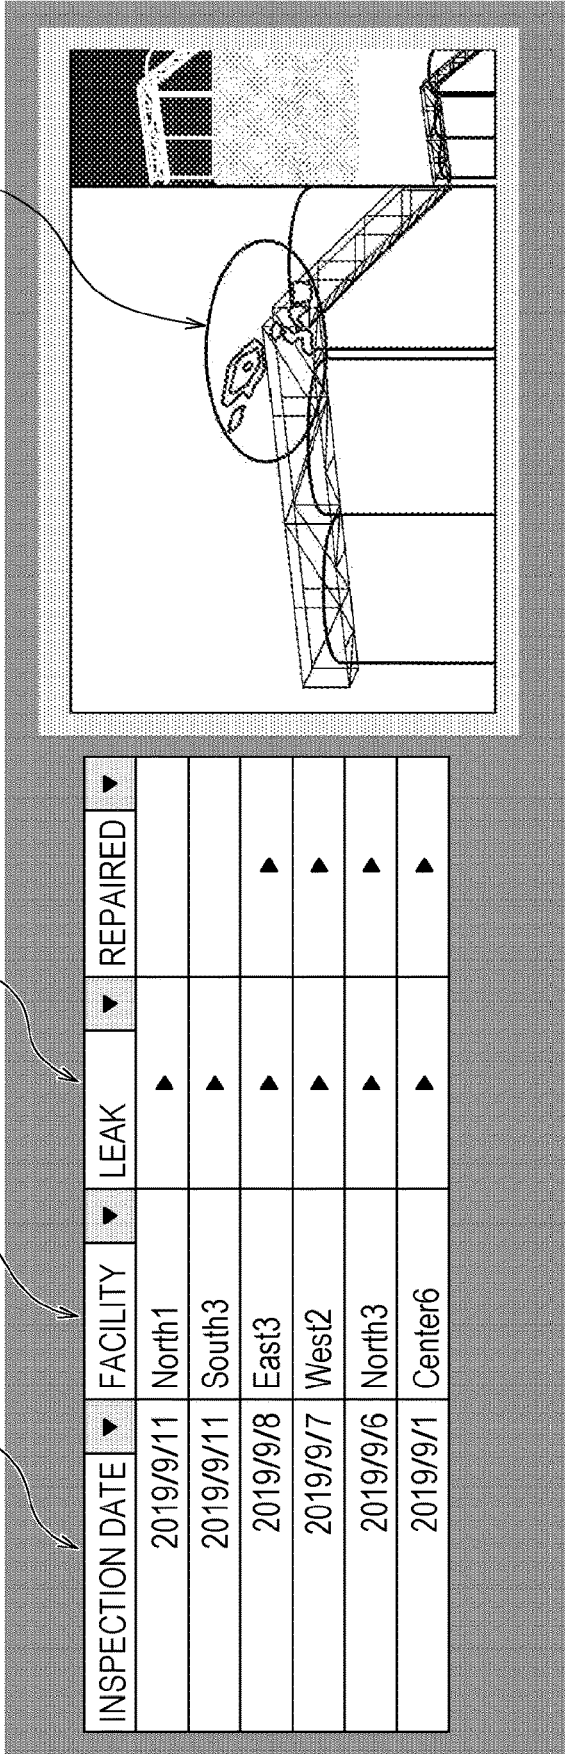 INSPECTION DATE ▼ FACILITY ▼ LEAK ▼ REPAIRED ▼
2019/9/11 North1 ▲
2019/9/11 South3 ▲
2019/9/8 East3 ▲ ▲
2019/9/7 West2 ▲ ▲
2019/9/6 North3 ▲ ▲
2019/9/1 Center6 ▲ ▲